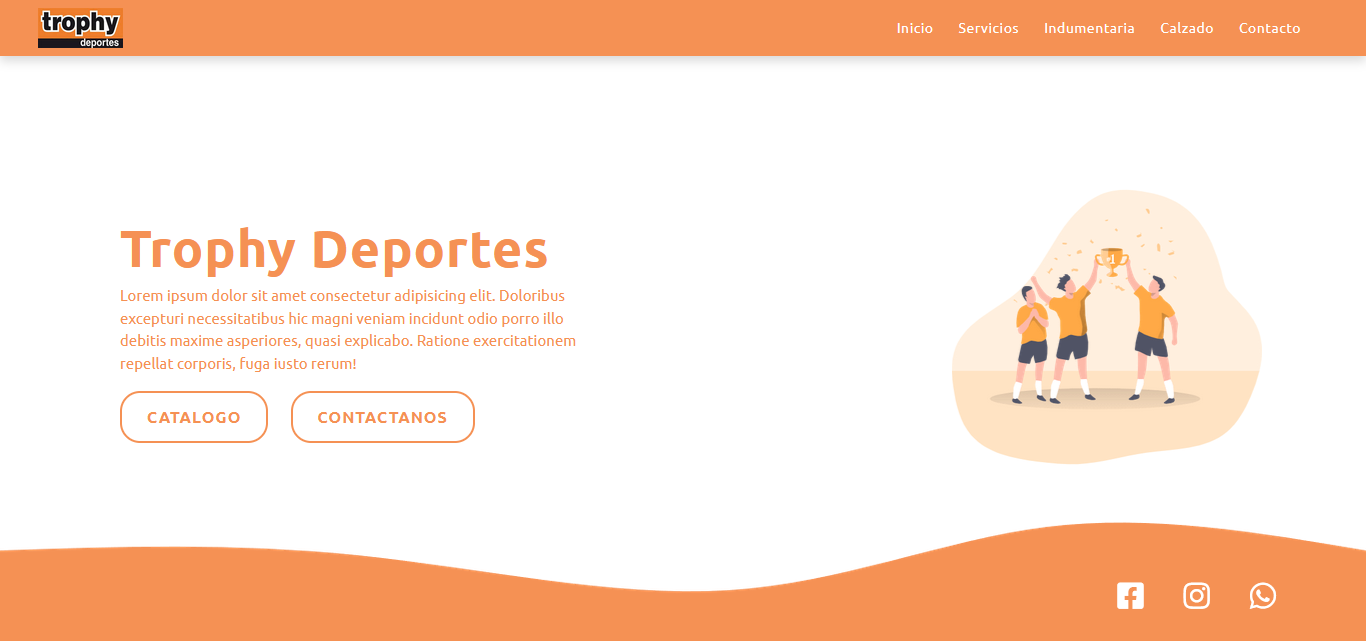 trophy
deportes
Inicio Servicios Indumentaria Calzado Contacto
Trophy Deportes
Lorem ipsum dolor sit amet consectetur adipisicing elit. Doloribus
excepturi necessitatibus hic magni veniam incidunt odio porro illo
debitis maxime asperiores, quasi explicabo. Ratione exercitationem
repellat corporis, fuga iusto rerum!
CATALOGO CONTACTANOS
1